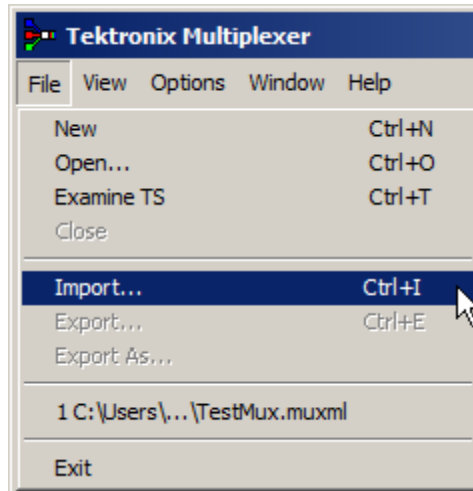 Tektronix Multiplexer
File View Options Window Help
New Ctrl+N
Open... Ctrl+O
Examine TS Ctrl+T
Close
Import... Ctrl+I
Export... Ctrl+E
Export As...
1 C:\Users\...\TestMux.muxml
Exit